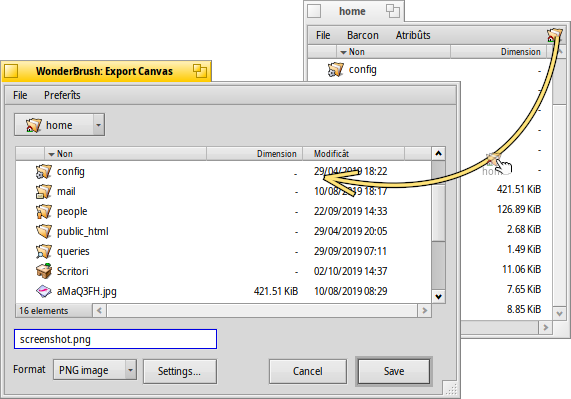 home
File Barcon Atribûts
Non Dimension
config -
-
-
-
-
home -
421.51 KiB
126.89 KiB
2.68 KiB
1.49 KiB
11.06 KiB
7.65 KiB
8.85 KiB
WonderBrush: Export Canvas
File Preferîts
home
Non Dimension Modificât
config - 29/04/2019 18:22
mail - 10/08/2019 18:17
people - 22/09/2019 14:33
public_html - 29/04/2019 20:05
queries - 29/09/2019 07:11
Scritori - 02/10/2019 14:37
aMaQ3FH.jpg 421.51 KiB 10/08/2019 08:29
16 elements
screenshot.png
Format PNG image Settings... Cancel Save